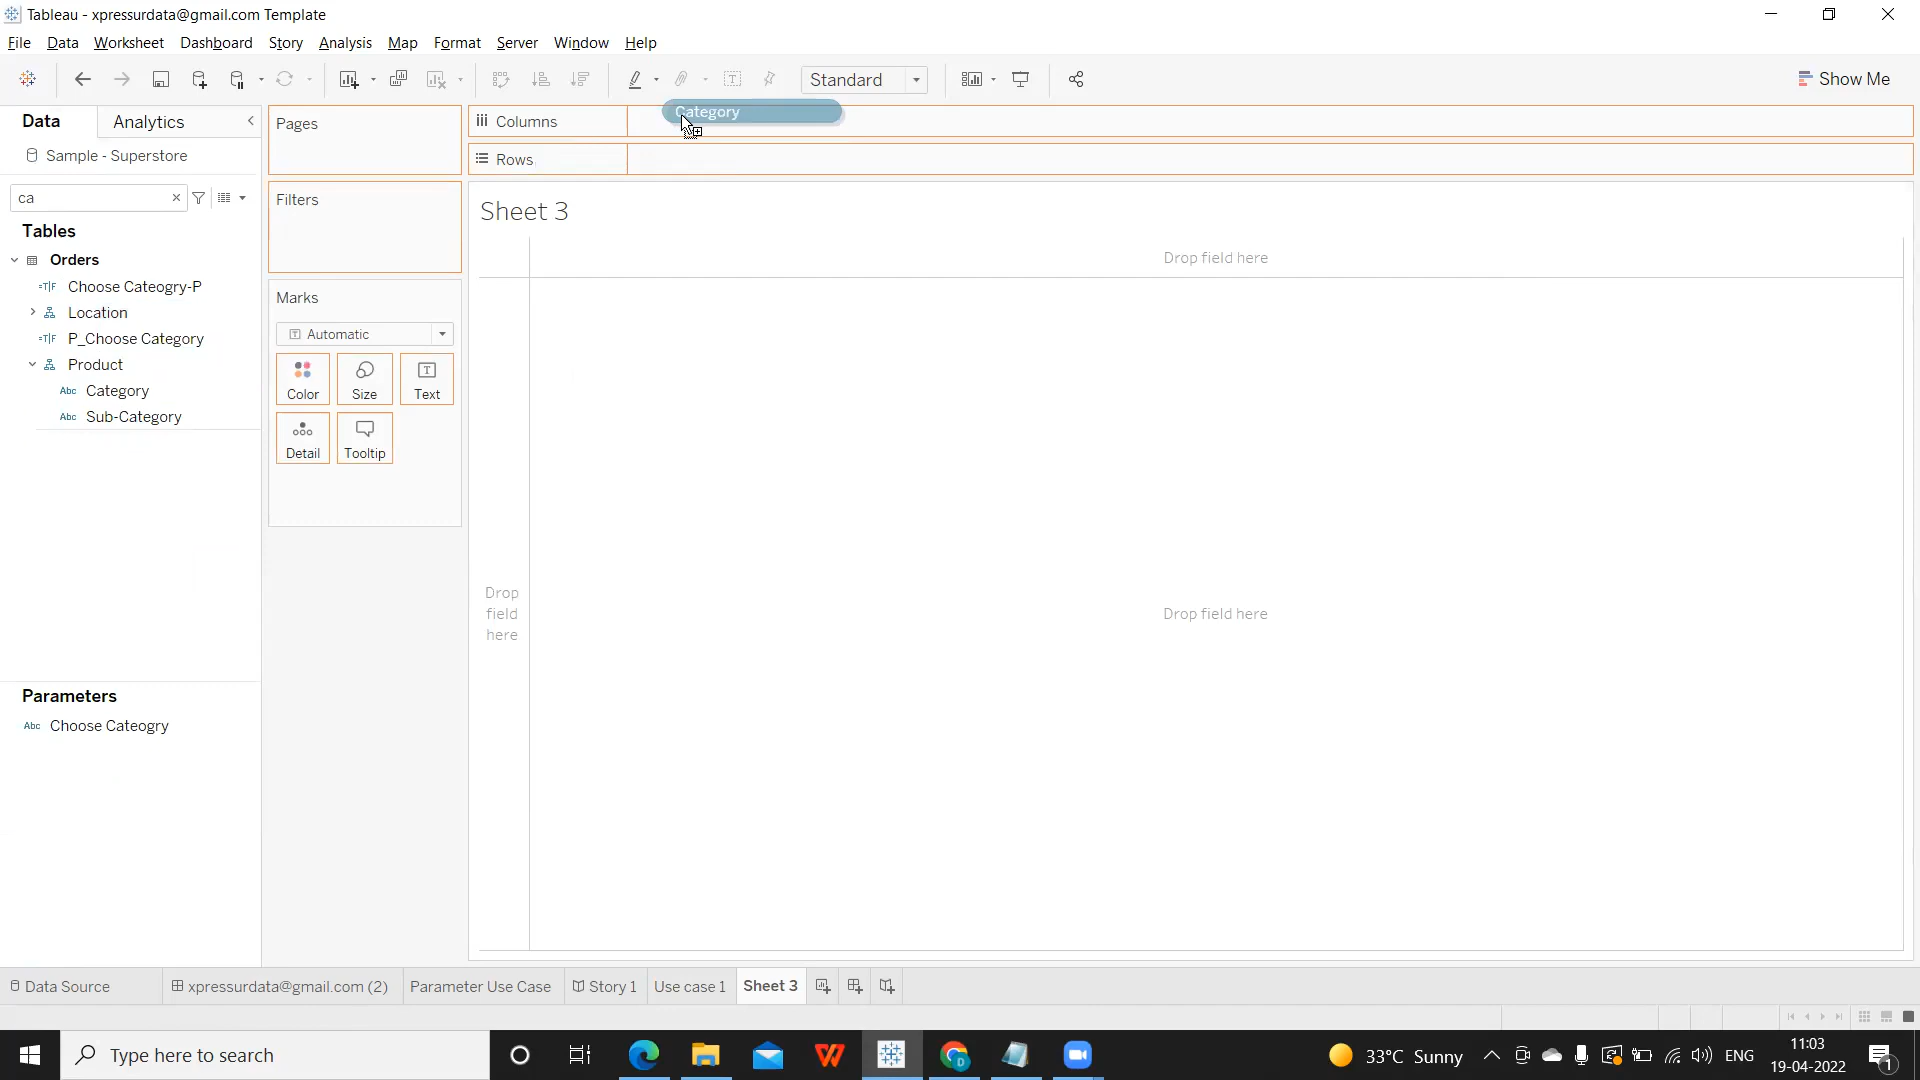 Tableau - xpressurdata@gmail.com Template
File Data Worksheet Dashboard Story Analysis Map Format Server Window Help
Standard
Show Me
Data
Analytics
Sample - Superstore
ca
Tables
Orders
Choose Cateogry-P
Location
P_Choose Category
Product
Abc Category
Abc Sub-Category
Parameters
Abc Choose Cateogry
Pages
Filters
Marks
Automatic
Color
Size
Text
Detail
Tooltip
Columns
Category
Rows
Sheet 3
Drop field here
Drop
field
here
Drop field here
Data Source
xpressurdata@gmail.com (2)
Parameter Use Case
Story 1
Use case 1
Sheet 3
Type here to search
33°C Sunny
ENG
11:03
19-04-2022
1